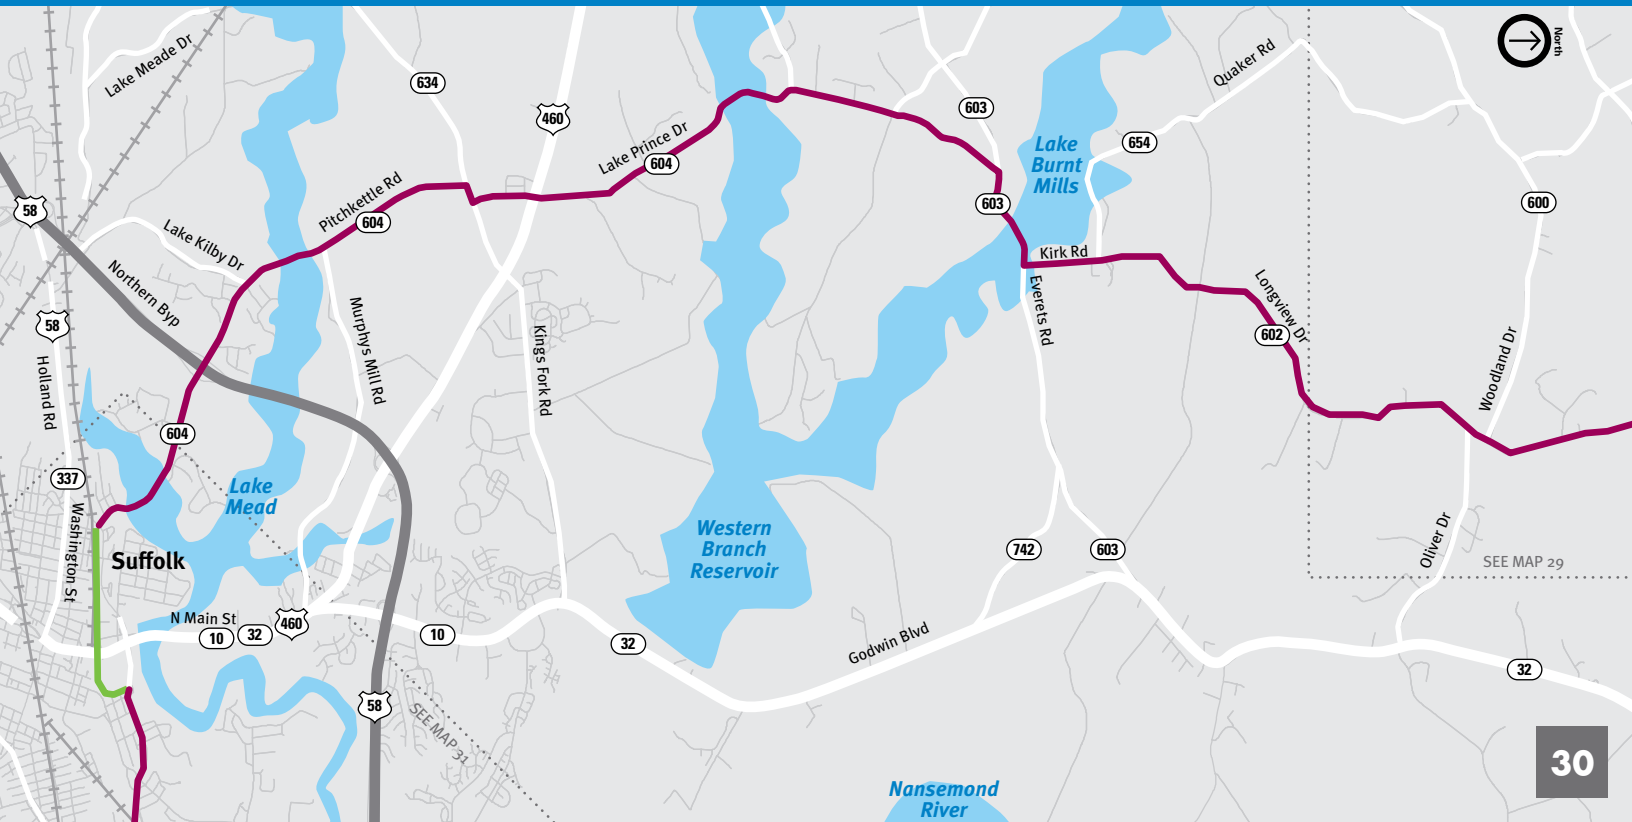 Lake Meade Dr
634
460
North
Quaker Rd
603
654
Lake Prince Dr
604
Lake
Burnt
Mills
58
Pitchkettle Rd
604
603
600
Lake Kilby Dr
Kirk Rd
Northern Byp
58
Murphys Mill Rd
Kings Fork Rd
Everets Rd
Longview Dr
602
Holland Rd
Woodland Dr
604
337
Lake
Mead
Washington St
Suffolk
Western
Branch
Reservoir
742
603
Oliver Dr
SEE MAP 29
N Main St
10
32
460
10
32
Godwin Blvd
32
58
SEE MAP 31
30
Nansemond
River